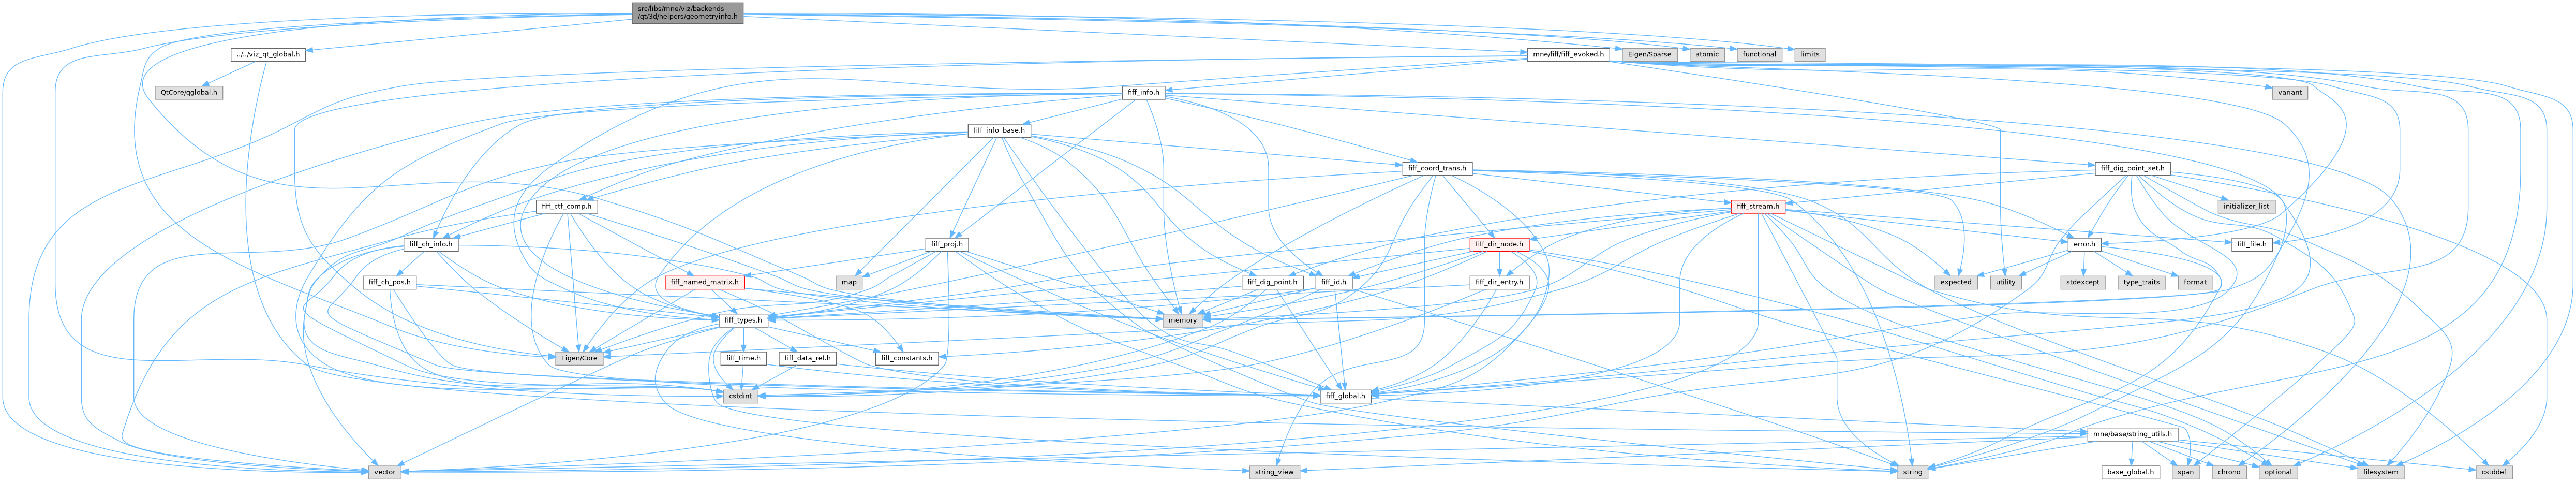 src/libs/mne/viz/backends
/qt/3d/helpers/geometryinfo.h
../../viz_qt_global.h
mne/fiff/fiff_evoked.h
Eigen/Sparse
atomic
functional
limits
QtCore/qglobal.h
fiff_info.h
variant
fiff_info_base.h
fiff_coord_trans.h
fiff_dig_point_set.h
fiff_ctf_comp.h
fiff_stream.h
initializer_list
fiff_ch_info.h
fiff_proj.h
fiff_dir_node.h
error.h
fiff_file.h
fiff_ch_pos.h
fiff_named_matrix.h
map
fiff_dig_point.h
fiff_id.h
fiff_dir_entry.h
expected
utility
stdexcept
type_traits
format
fiff_types.h
memory
Eigen/Core
fiff_time.h
fiff_data_ref.h
fiff_constants.h
cstdint
fiff_global.h
mne/base/string_utils.h
vector
string_view
string
base_global.h
span
chrono
optional
filesystem
cstddef